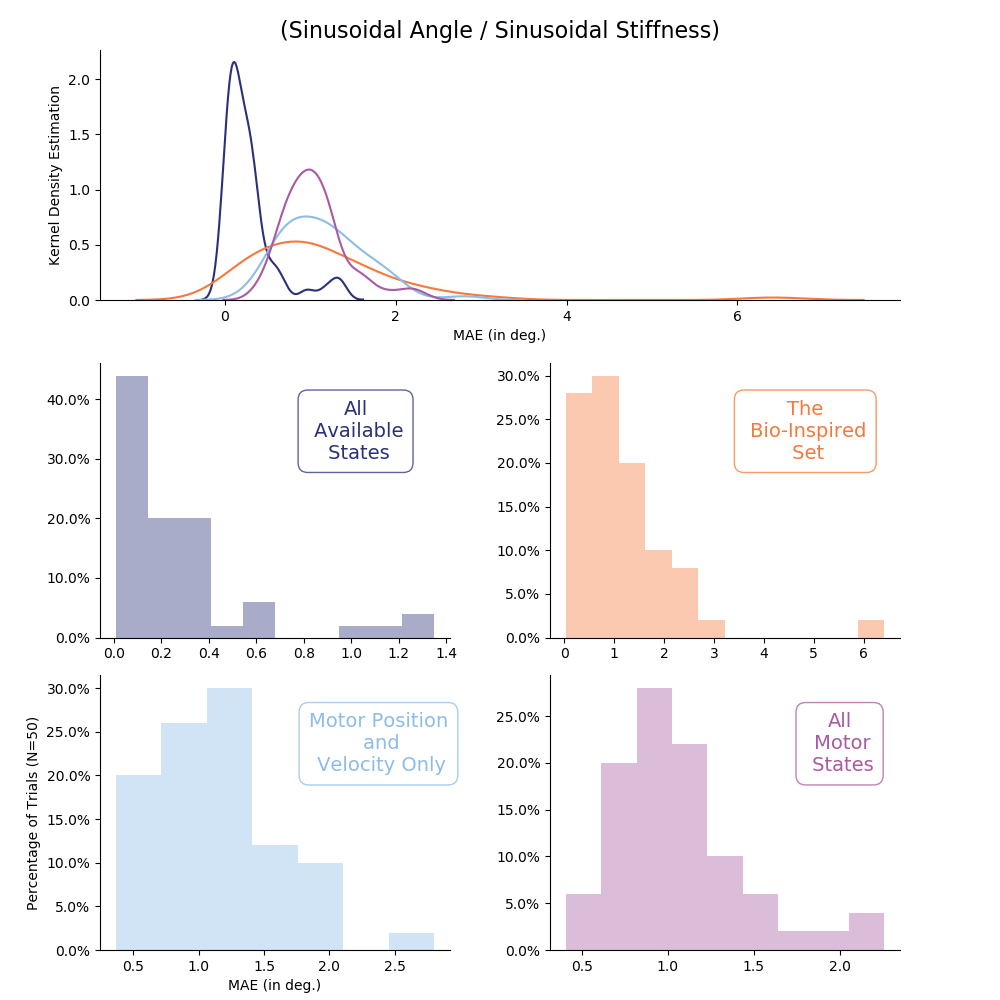 (Sinusoidal Angle / Sinusoidal Stiffness)
Kernel Density Estimation
2.0
1.5
1.0
0.5
0.0
0 2 4 6
MAE (in deg.)
40.0%
30.0%
20.0%
10.0%
0.0%
0.0 0.2 0.4 0.6 0.8 1.0 1.2 1.4
All
Available
States
30.0%
25.0%
20.0%
15.0%
10.0%
5.0%
0.0%
0 1 2 3 4 5 6
The
Bio-Inspired
Set
Percentage of Trials (N=50)
30.0%
25.0%
20.0%
15.0%
10.0%
5.0%
0.0%
0.5 1.0 1.5 2.0 2.5
MAE (in deg.)
Motor Position
and
Velocity Only
25.0%
20.0%
15.0%
10.0%
5.0%
0.0%
0.5 1.0 1.5 2.0
All
Motor
States